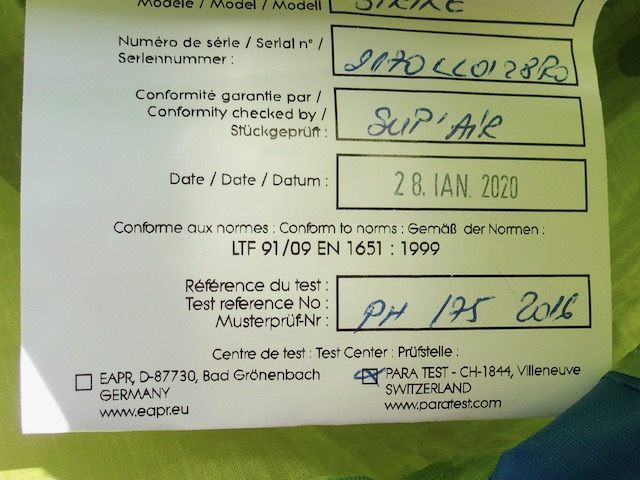 Modèle / Model / Modell STRIKE
Numéro de série / Serial n° /
Seriennummer :
Conformité garantie par /
Conformity checked by / SUP'AIR
Stückgeprüft :
Date / Date / Datum : 28. IAN. 2020
Conforme aux normes : Conform to norms : Gemäß der Normen :
LTF 91/09 EN 1651 : 1999
Référence du test :
Test reference No : PH 175 2016
Musterprüf-Nr :
Centre de test : Test Center : Prüfstelle :
EAPR, D-87730, Bad Grönenbach
GERMANY
www.eapr.eu
PARA TEST - CH-1844, Villeneuve
SWITZERLAND
www.paratest.com